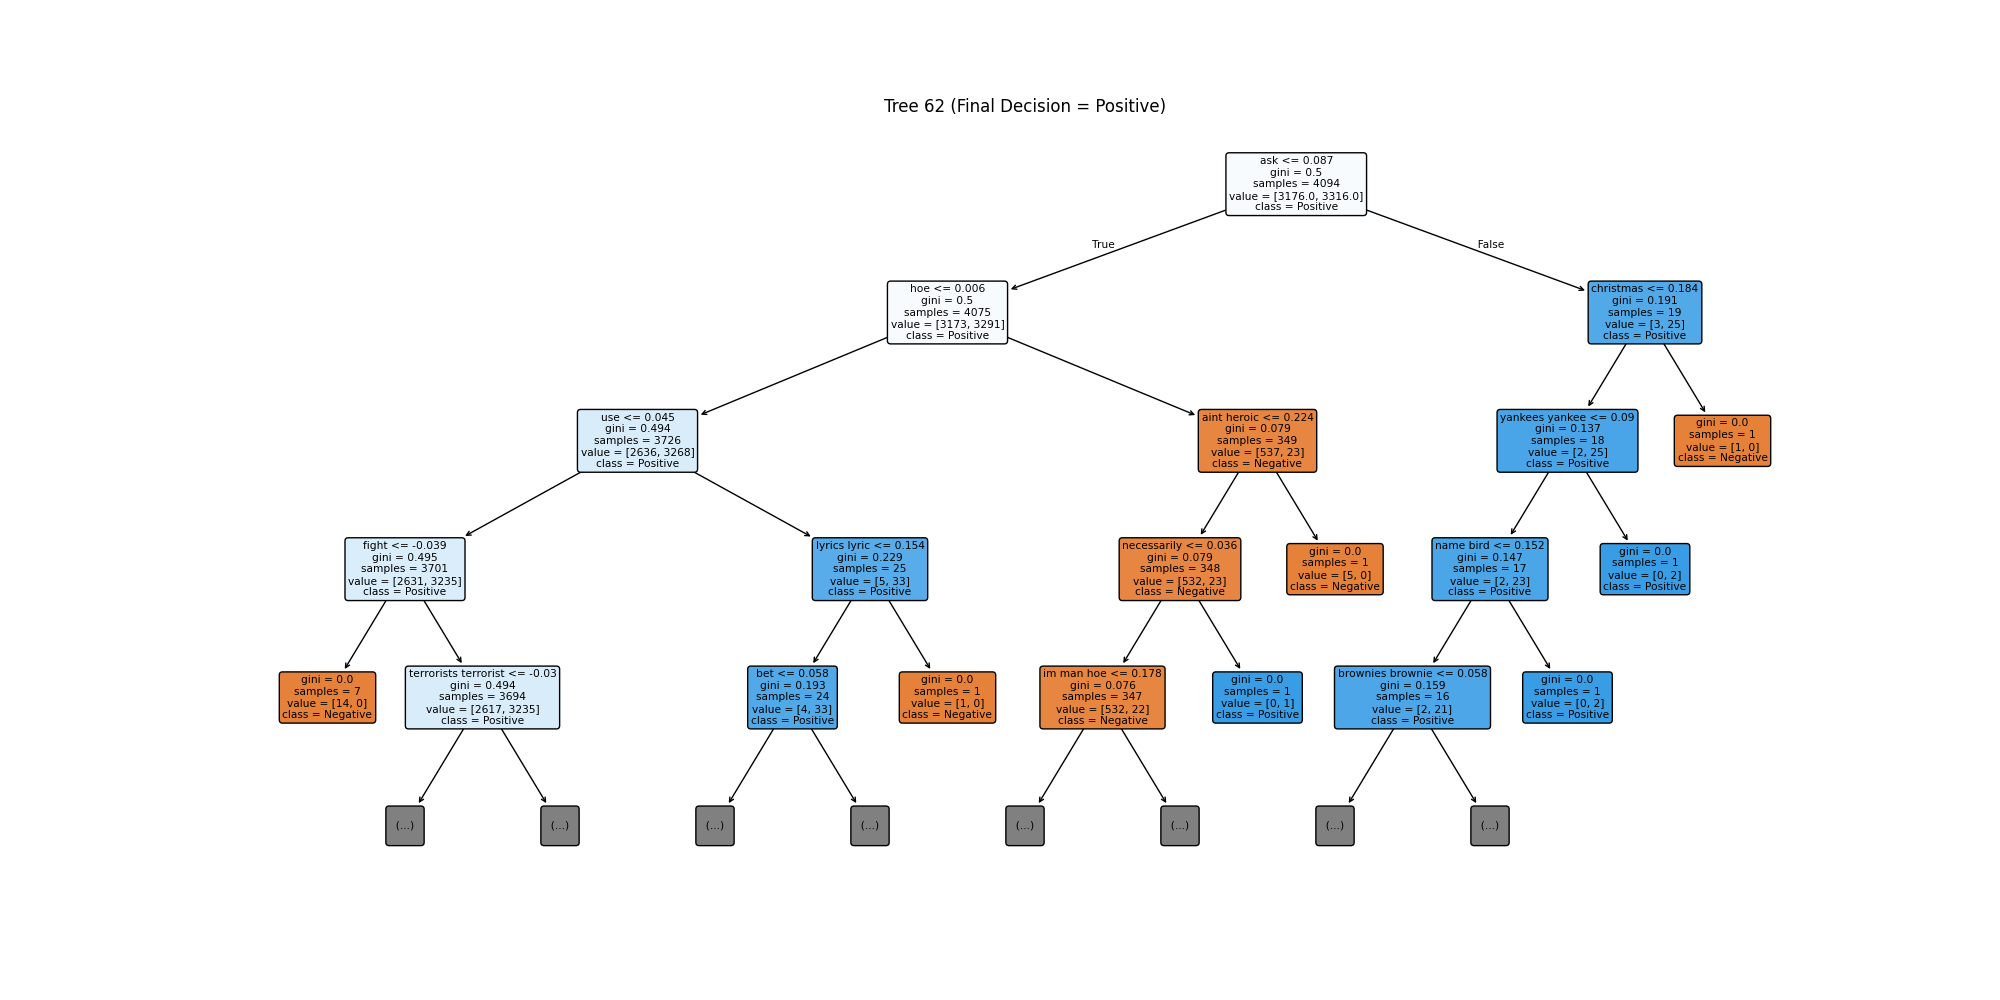 Tree 62 (Final Decision = Positive)
ask <= 0.087
gini = 0.5
samples = 4094
value = [3176.0, 3316.0]
class = Positive
True
False
hoe <= 0.006
gini = 0.5
samples = 4075
value = [3173, 3291]
class = Positive
christmas <= 0.184
gini = 0.191
samples = 19
value = [3, 25]
class = Positive
use <= 0.045
gini = 0.494
samples = 3726
value = [2636, 3268]
class = Positive
aint heroic <= 0.224
gini = 0.079
samples = 349
value = [537, 23]
class = Negative
yankees yankee <= 0.09
gini = 0.137
samples = 18
value = [2, 25]
class = Positive
gini = 0.0
samples = 1
value = [1, 0]
class = Negative
fight <= -0.039
gini = 0.495
samples = 3701
value = [2631, 3235]
class = Positive
lyrics lyric <= 0.154
gini = 0.229
samples = 25
value = [5, 33]
class = Positive
necessarily <= 0.036
gini = 0.079
samples = 348
value = [532, 23]
class = Negative
gini = 0.0
samples = 1
value = [5, 0]
class = Negative
name bird <= 0.152
gini = 0.147
samples = 17
value = [2, 23]
class = Positive
gini = 0.0
samples = 1
value = [0, 2]
class = Positive
gini = 0.0
samples = 7
value = [14, 0]
class = Negative
terrorists terrorist <= -0.03
gini = 0.494
samples = 3694
value = [2617, 3235]
class = Positive
bet <= 0.058
gini = 0.193
samples = 24
value = [4, 33]
class = Positive
gini = 0.0
samples = 1
value = [1, 0]
class = Negative
im man hoe <= 0.178
gini = 0.076
samples = 347
value = [532, 22]
class = Negative
gini = 0.0
samples = 1
value = [0, 1]
class = Positive
brownies brownie <= 0.058
gini = 0.159
samples = 16
value = [2, 21]
class = Positive
gini = 0.0
samples = 1
value = [0, 2]
class = Positive
(...)
(...)
(...)
(...)
(...)
(...)
(...)
(...)